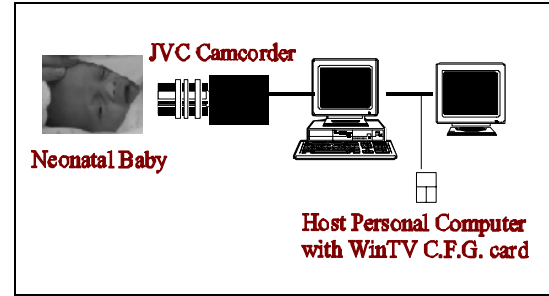 JVC Camcorder
Neonatal Baby
Host Personal Computer
with WinTV C.F.G. card